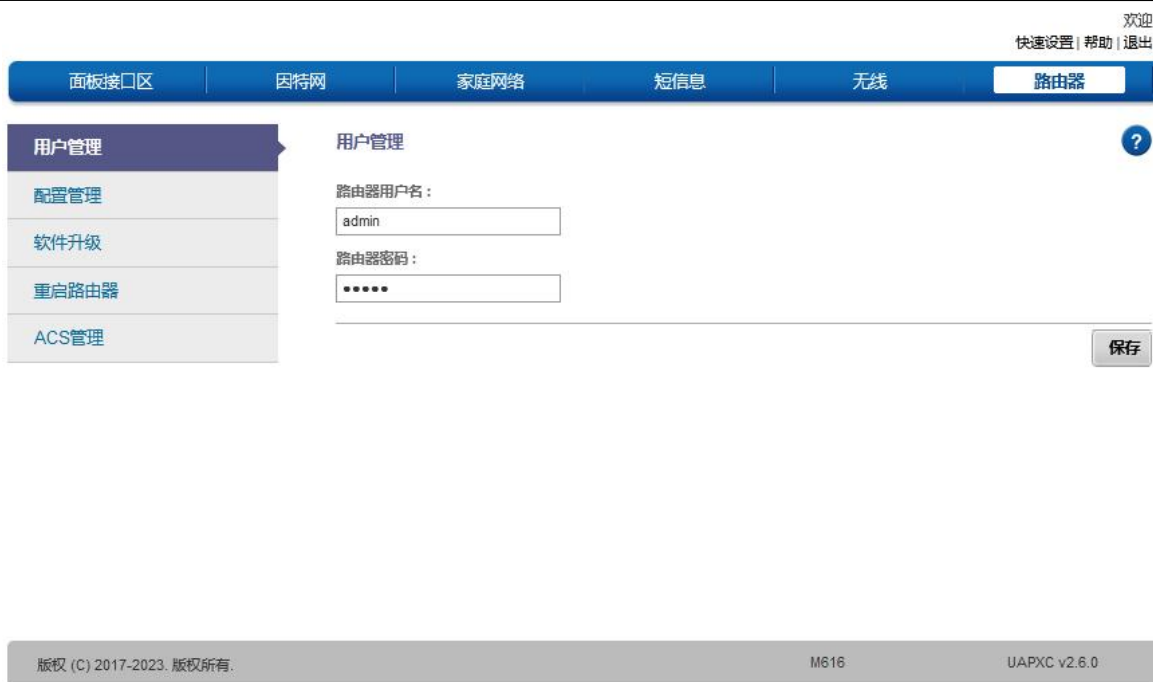 欢迎
快速设置 | 帮助 | 退出
面板接口区 因特网 家庭网络 短信息 无线 路由器
用户管理
配置管理
软件升级
重启路由器
ACS管理
用户管理
?
路由器用户名：
admin
路由器密码：
•••••
保存
版权 (C) 2017-2023. 版权所有. M616 UAPXC v2.6.0